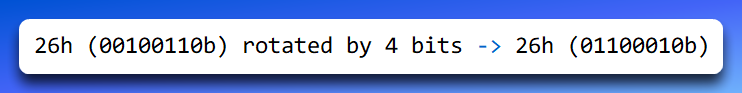 26h (00100110b) rotated by 4 bits -> 26h (01100010b)